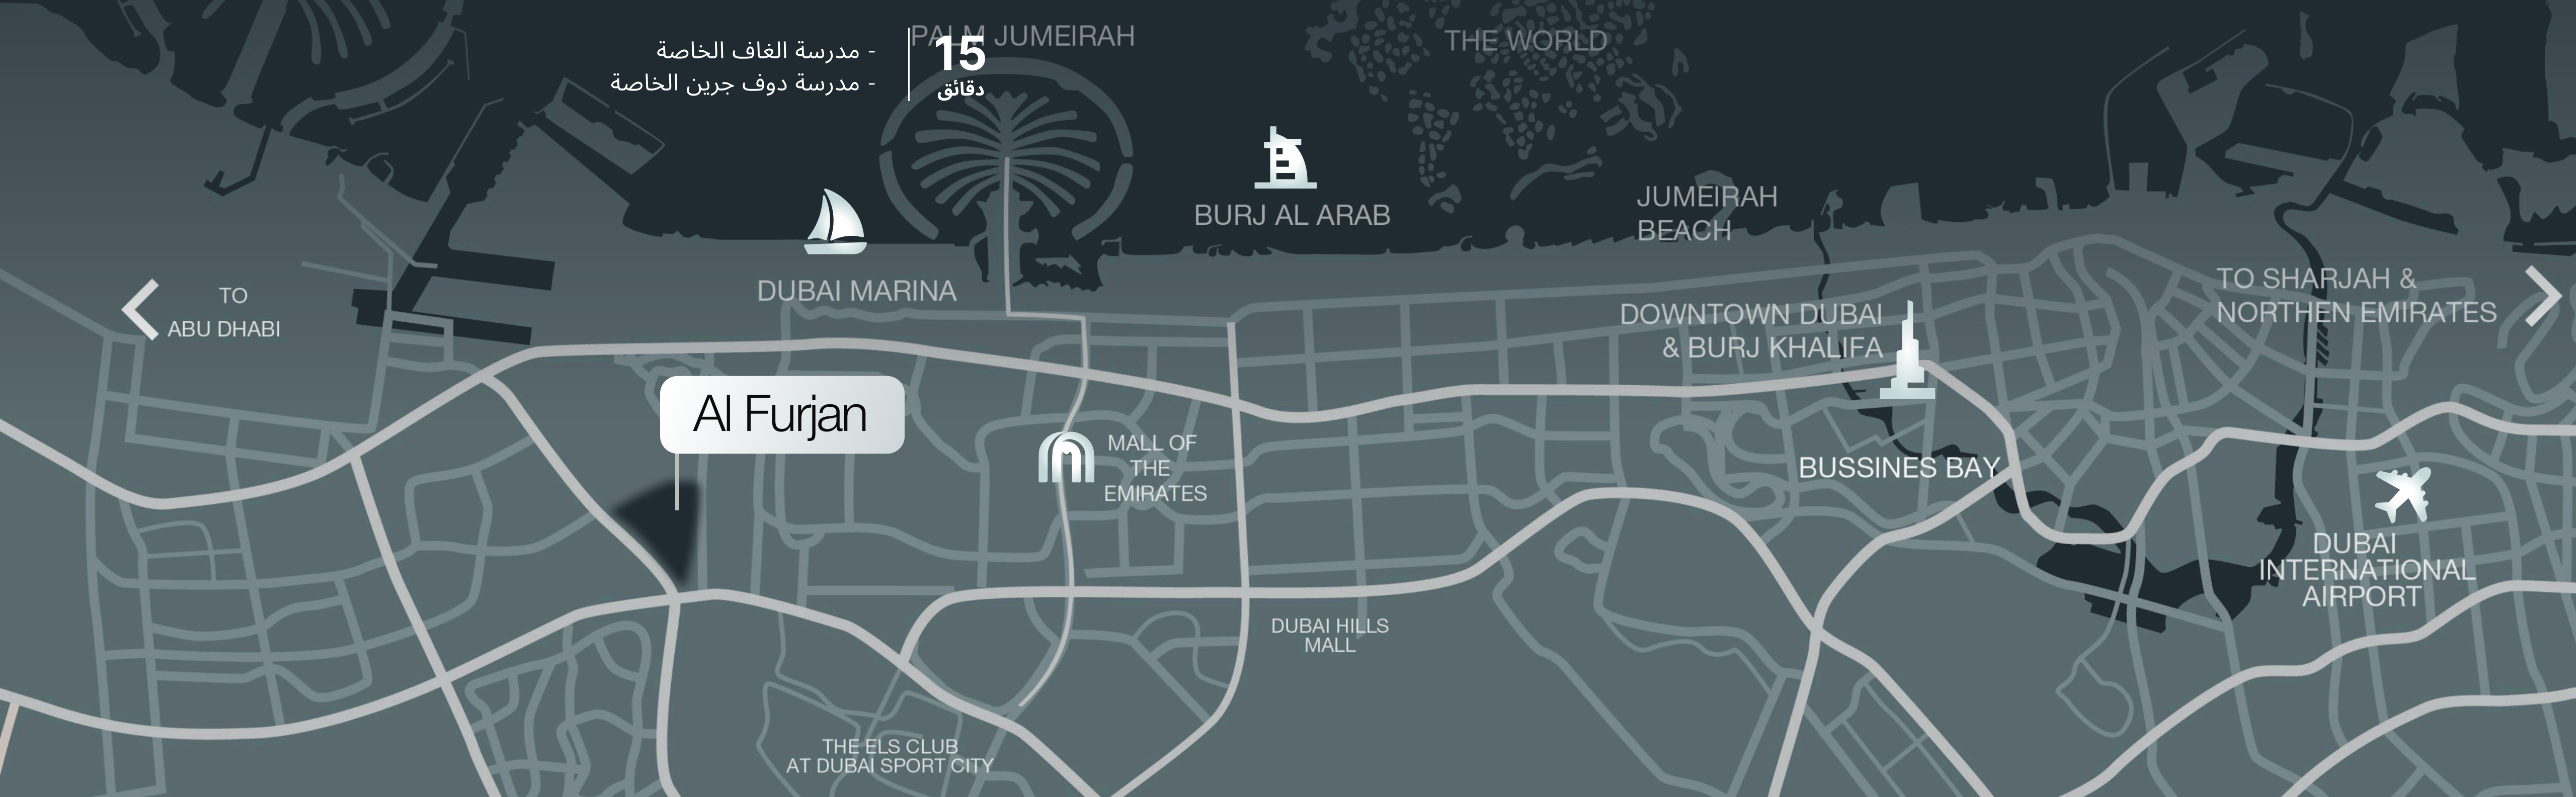 PALM JUMEIRAH
THE WORLD
15
دقائق
- مدرسة الغاف الخاصة
- مدرسة دوف جرين الخاصة
BURJ AL ARAB
JUMEIRAH
BEACH
TO
ABU DHABI
DUBAI MARINA
DOWNTOWN DUBAI
& BURJ KHALIFA
TO SHARJAH &
NORTHEN EMIRATES
Al Furjan
MALL OF
THE
EMIRATES
BUSSINES BAY
DUBAI
INTERNATIONAL
AIRPORT
DUBAI HILLS
MALL
THE ELS CLUB
AT DUBAI SPORT CITY